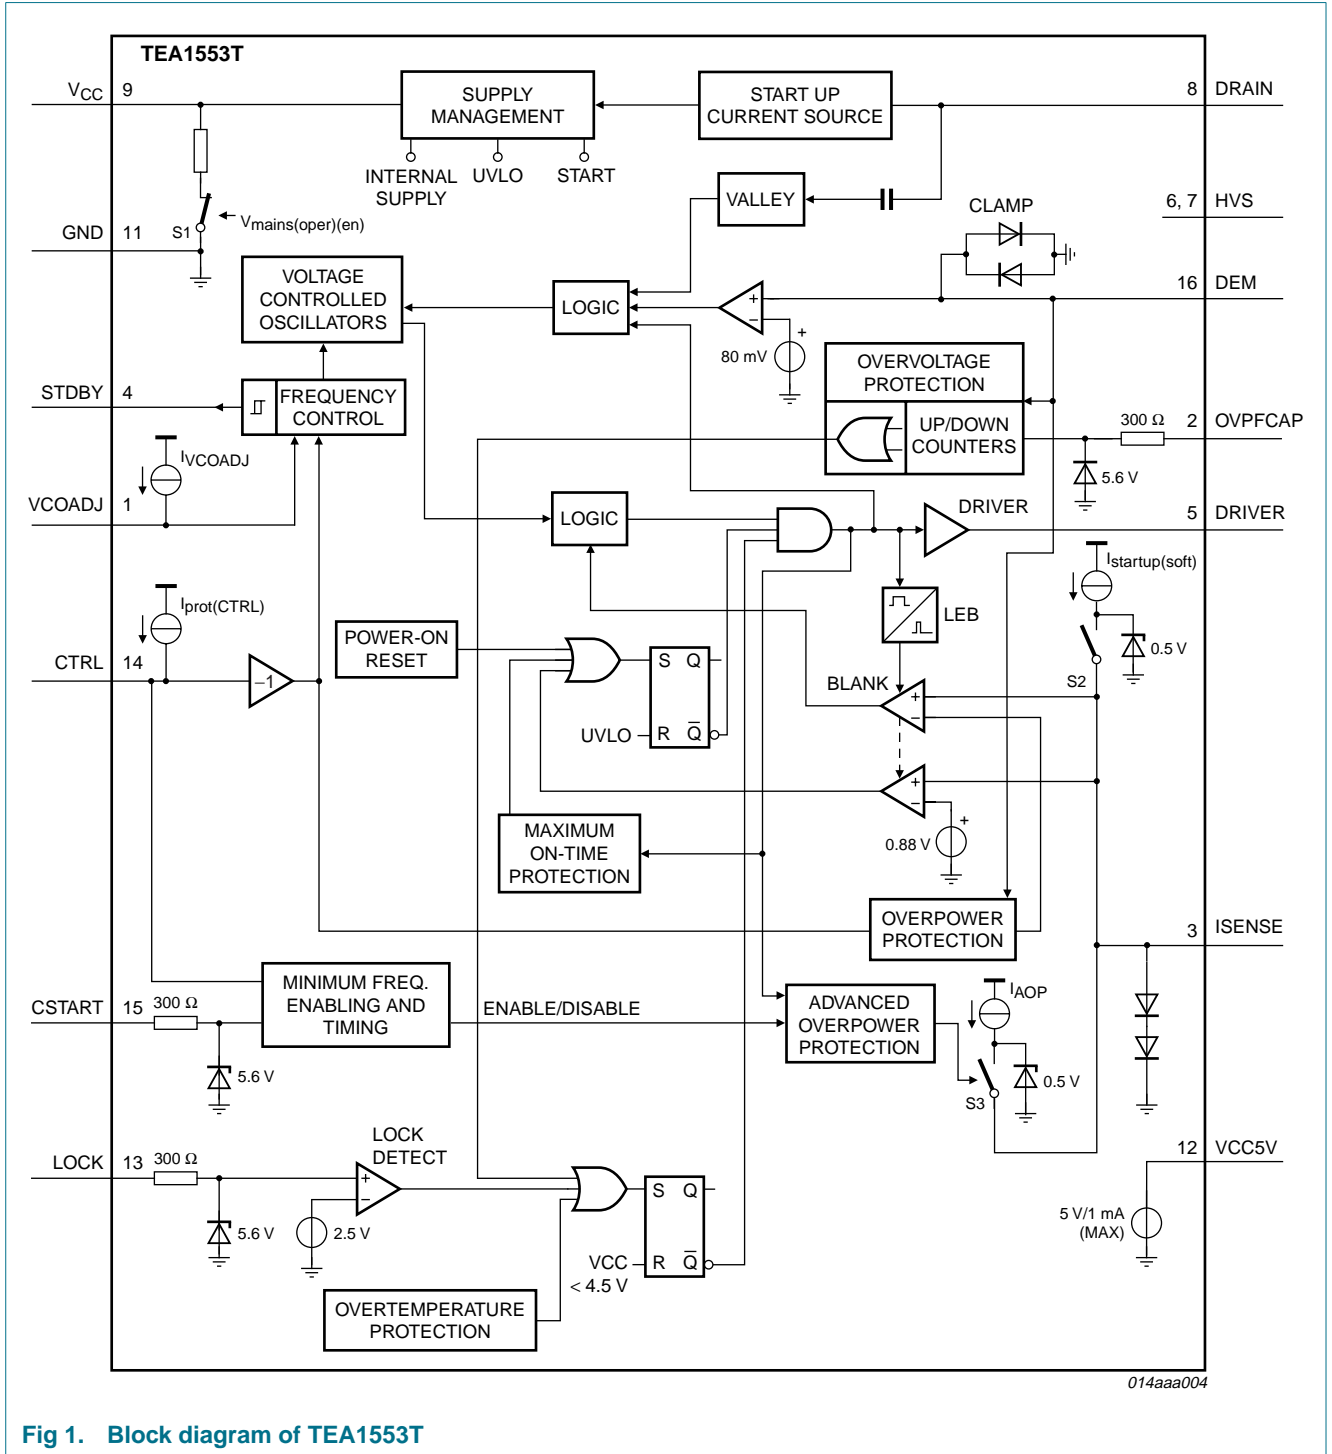 TEA1553T
VCC 9
SUPPLY
MANAGEMENT
START UP
CURRENT SOURCE
8 DRAIN
INTERNAL
SUPPLY
UVLO
START
VALLEY
6, 7 HVS
CLAMP
S1
Vmains(oper)(en)
GND 11
VOLTAGE
CONTROLLED
OSCILLATORS
LOGIC
+
−
16 DEM
80 mV
+
OVERVOLTAGE
PROTECTION
UP/DOWN
COUNTERS
STDBY 4
FREQUENCY
CONTROL
300 Ω
2 OVPFCAP
5.6 V
IVCOADJ
VCOADJ 1
LOGIC
DRIVER
5 DRIVER
Istartup(soft)
LEB
0.5 V
S2
Iprot(CTRL)
POWER-ON
RESET
CTRL 14
−1
S Q
R Q
UVLO
BLANK
+
−
+
−
0.88 V
+
MAXIMUM
ON-TIME
PROTECTION
OVERPOWER
PROTECTION
3 ISENSE
MINIMUM FREQ.
ENABLING AND
TIMING
CSTART 15 300 Ω
5.6 V
ENABLE/DISABLE
ADVANCED
OVERPOWER
PROTECTION
IAOP
0.5 V
S3
LOCK
DETECT
LOCK 13 300 Ω
5.6 V
+
−
2.5 V
S Q
R Q
VCC
< 4.5 V
12 VCC5V
5 V/1 mA
(MAX)
OVERTEMPERATURE
PROTECTION
014aaa004
Fig 1. Block diagram of TEA1553T